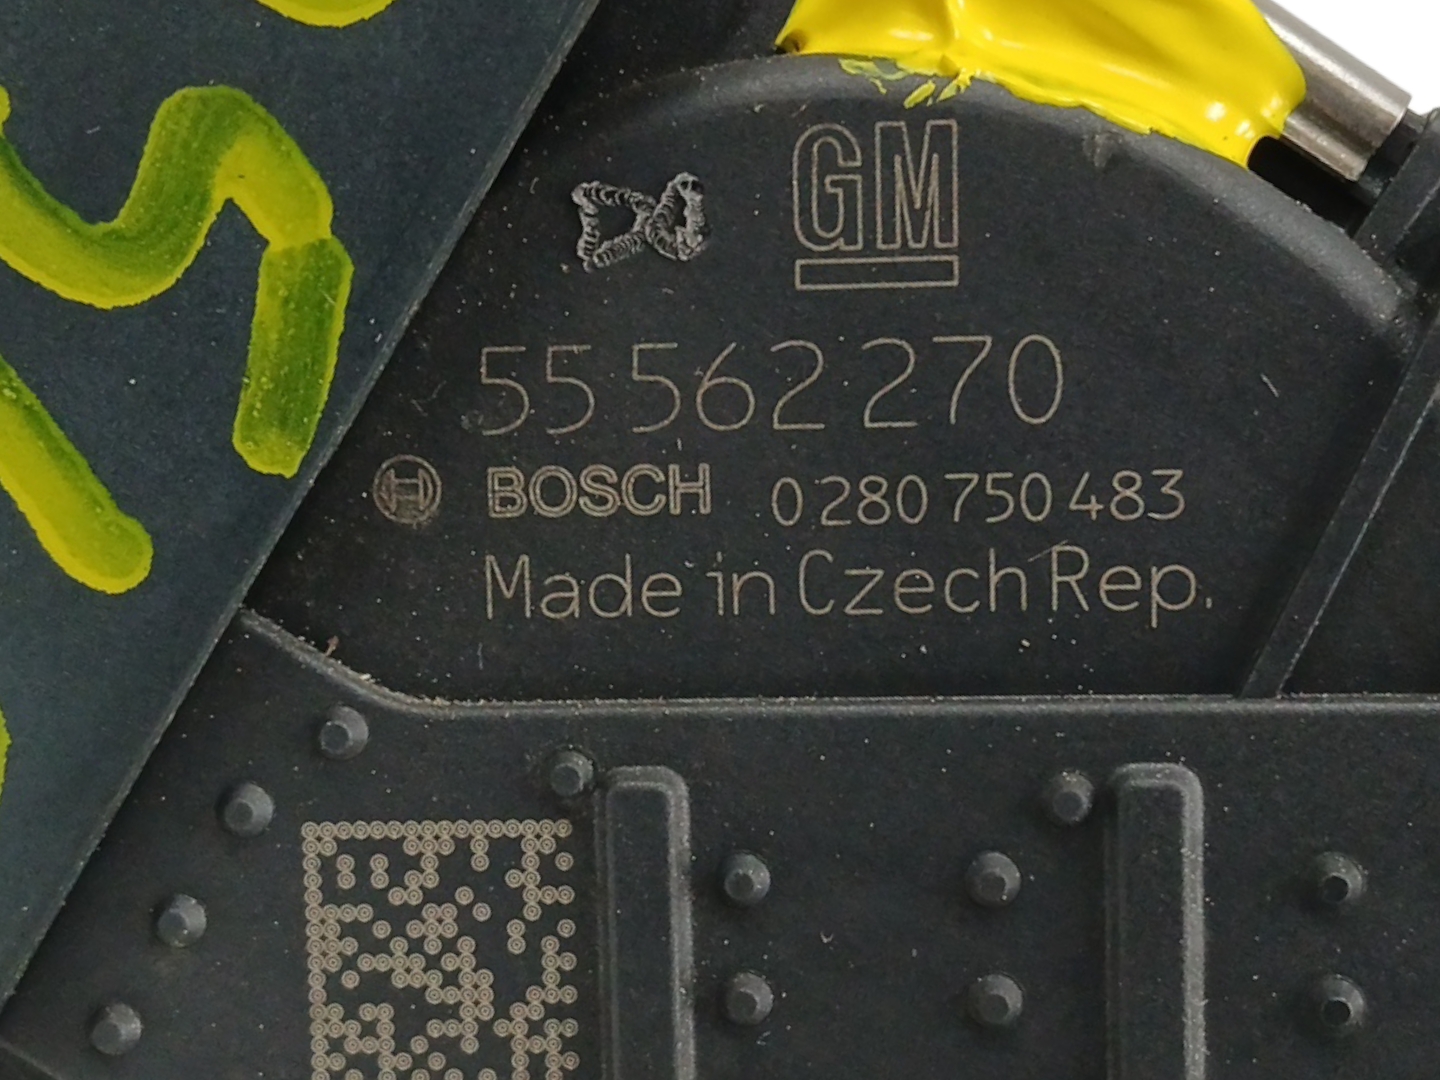 GM
55 562 270
BOSCH 0 280 750 483
Made in Czech Rep.